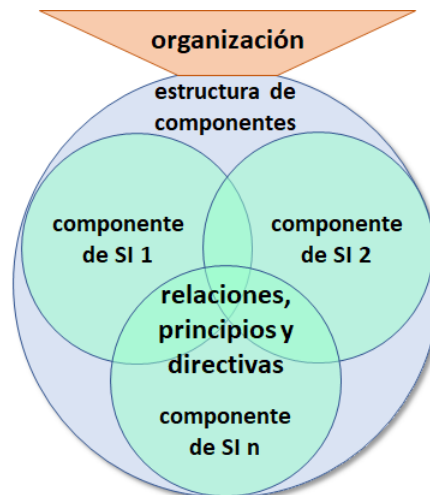 organización
estructura de
componentes
componente
de SI 1
componente
de SI 2
relaciones,
principios y
directivas
componente
de SI n